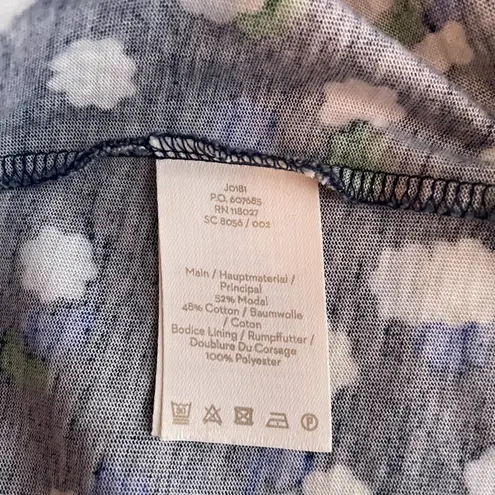 J0181
P.O. 607685
RN 118027
SC 8056 / 002
Main / Hauptmaterial /
Principal
52% Modal
48% Cotton / Baumwolle
/ Coton
Bodice Lining / Rumpffutter /
Doublure Du Corsage
100% Polyester